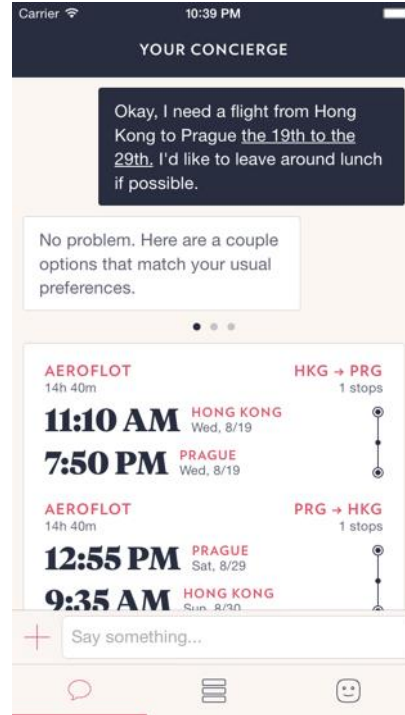 Carrier 10:39 PM
YOUR CONCIERGE
Okay, I need a flight from Hong
Kong to Prague the 19th to the
29th. I'd like to leave around lunch
if possible.
No problem. Here are a couple
options that match your usual
preferences.
AEROFLOT HKG → PRG
14h 40m 1 stops
11:10 AM HONG KONG
Wed, 8/19
7:50 PM PRAGUE
Wed, 8/19
AEROFLOT PRG → HKG
14h 40m 1 stops
12:55 PM PRAGUE
Sat, 8/29
9:35 AM HONG KONG
Sun, 8/30
Say something...